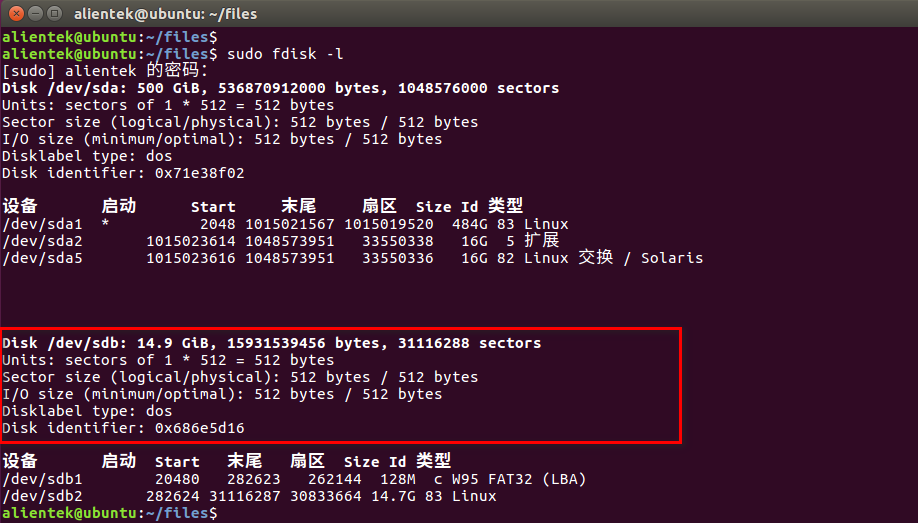 alientek@ubuntu: ~/files
alientek@ubuntu:~/files$
alientek@ubuntu:~/files$ sudo fdisk -l
[sudo] alientek 的密码：
Disk /dev/sda: 500 GiB, 536870912000 bytes, 1048576000 sectors
Units: sectors of 1 * 512 = 512 bytes
Sector size (logical/physical): 512 bytes / 512 bytes
I/O size (minimum/optimal): 512 bytes / 512 bytes
Disklabel type: dos
Disk identifier: 0x71e38f02
设备 启动 Start 末尾 扇区 Size Id 类型
/dev/sda1 * 2048 1015021567 1015019520 484G 83 Linux
/dev/sda2 1015023614 1048573951 33550338 16G 5 扩展
/dev/sda5 1015023616 1048573951 33550336 16G 82 Linux 交换 / Solaris
Disk /dev/sdb: 14.9 GiB, 15931539456 bytes, 31116288 sectors
Units: sectors of 1 * 512 = 512 bytes
Sector size (logical/physical): 512 bytes / 512 bytes
I/O size (minimum/optimal): 512 bytes / 512 bytes
Disklabel type: dos
Disk identifier: 0x686e5d16
设备 启动 Start 末尾 扇区 Size Id 类型
/dev/sdb1 20480 282623 262144 128M c W95 FAT32 (LBA)
/dev/sdb2 282624 31116287 30833664 14.7G 83 Linux
alientek@ubuntu:~/files$